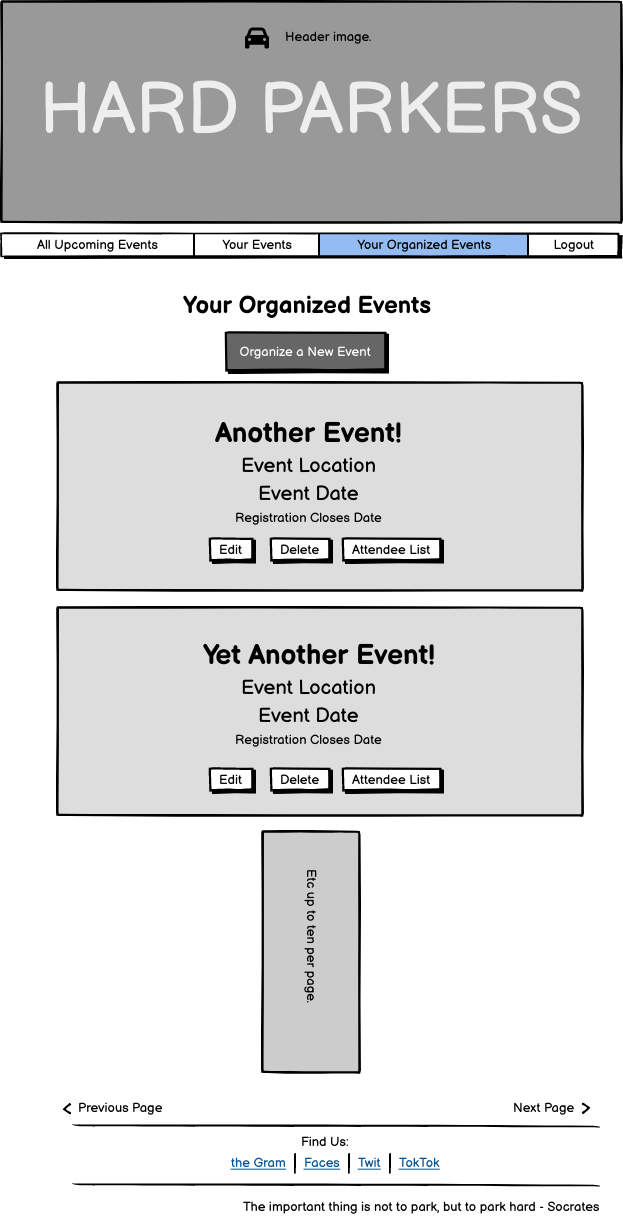 Header image.
HARD PARKERS
All Upcoming Events Your Events Your Organized Events Logout
Your Organized Events
Organize a New Event
Another Event!
Event Location
Event Date
Registration Closes Date
Edit Delete Attendee List
Yet Another Event!
Event Location
Event Date
Registration Closes Date
Edit Delete Attendee List
Etc up to ten per page.
Previous Page Next Page
Find Us:
the Gram Faces Twit TokTok
The important thing is not to park, but to park hard - Socrates